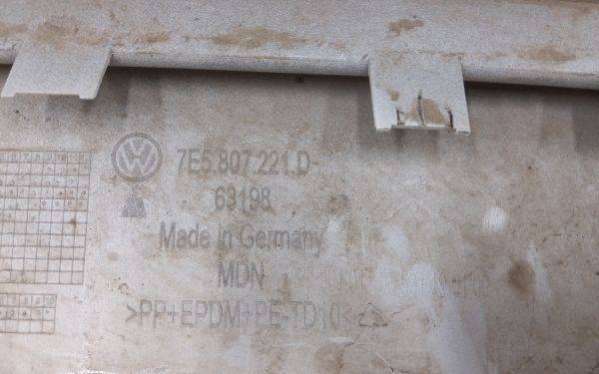 7E5.807.221.D
63198
Made in Germany
MDN
>PP+EPDM+PE-TD10<